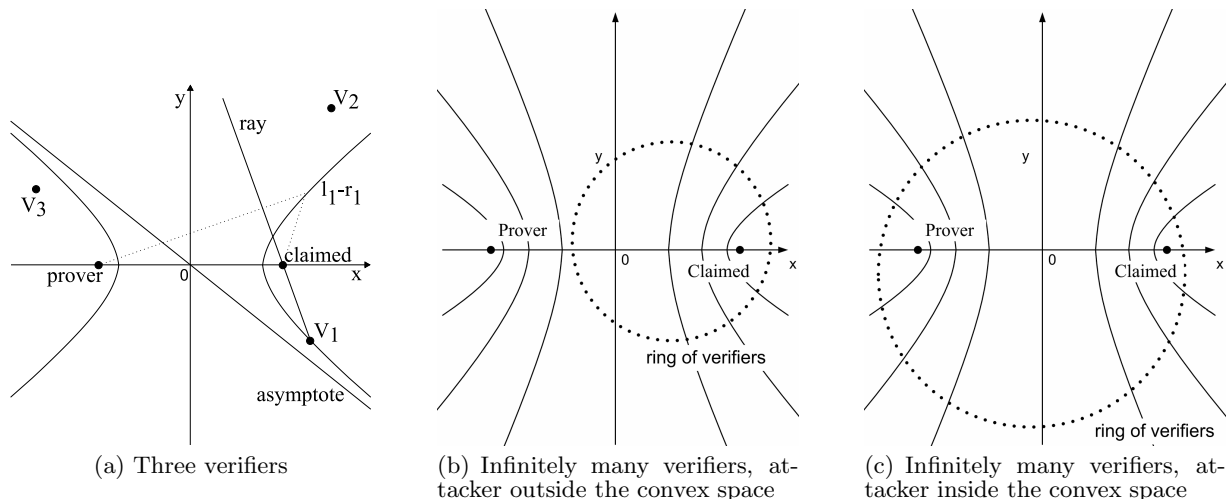 y
V2
ray
l1-r1
V3
claimed
prover
0
x
V1
asymptote
(a) Three verifiers
y
Prover
0
Claimed
x
ring of verifiers
(b) Infinitely many verifiers, at-
tacker outside the convex space
y
Prover
0
Claimed
x
ring of verifiers
(c) Infinitely many verifiers, at-
tacker inside the convex space